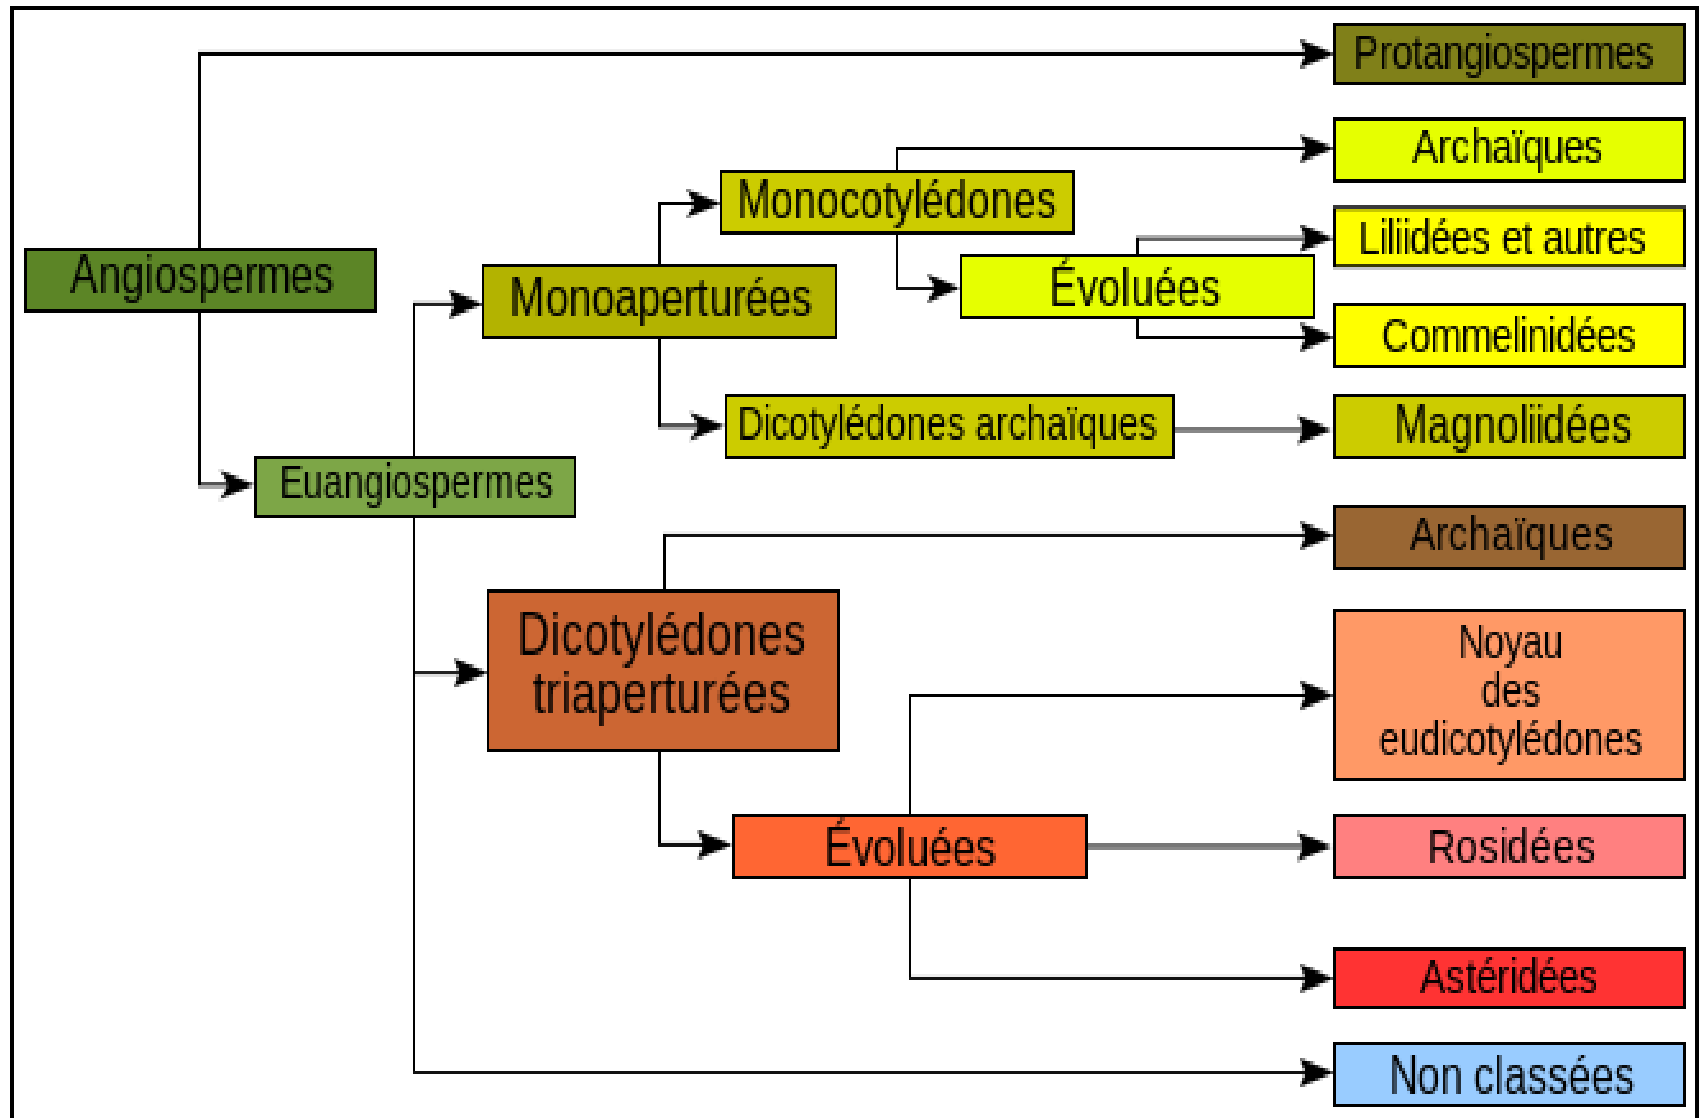 Protangiospermes
Archaïques
Monocotylédones
Liliidées et autres
Angiospermes
Évoluées
Monoaperturées
Commelinidées
Dicotylédones archaïques
Magnoliidées
Euangiospermes
Archaïques
Dicotylédones
triaperturées
Noyau
des
eudicotylédones
Évoluées
Rosidées
Astéridées
Non classées